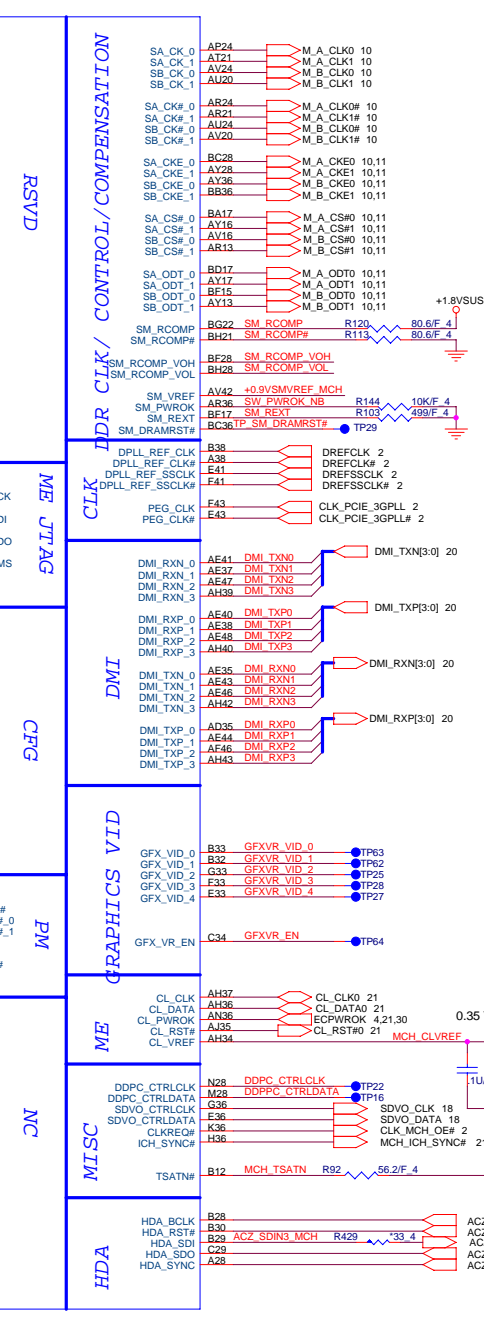 RSVD
CK
DI
DO
MS
ME JTAG
CFG
#
#_0
#_1
#
PM
NC
DDR CLK/ CONTROL/COMPENSATION
SA_CK_0 AP24 M_A_CLK0 10
SA_CK_1 AT21 M_A_CLK1 10
SB_CK_0 AV24 M_B_CLK0 10
SB_CK_1 AU20 M_B_CLK1 10
SA_CK#_0 AR24 M_A_CLK0# 10
SA_CK#_1 AR21 M_A_CLK1# 10
SB_CK#_0 AU24 M_B_CLK0# 10
SB_CK#_1 AV20 M_B_CLK1# 10
SA_CKE_0 BC28 M_A_CKE0 10,11
SA_CKE_1 AY28 M_A_CKE1 10,11
SB_CKE_0 AY36 M_B_CKE0 10,11
SB_CKE_1 BB36 M_B_CKE1 10,11
SA_CS#_0 BA17 M_A_CS#0 10,11
SA_CS#_1 AY16 M_A_CS#1 10,11
SB_CS#_0 AV16 M_B_CS#0 10,11
SB_CS#_1 AR13 M_B_CS#1 10,11
SA_ODT_0 BD17 M_A_ODT0 10,11
SA_ODT_1 AY17 M_A_ODT1 10,11
SB_ODT_0 BF15 M_B_ODT0 10,11
SB_ODT_1 AY13 M_B_ODT1 10,11
+1.8VSUS
SM_RCOMP BG22 SM_RCOMP R120 80.6/F_4
SM_RCOMP# BH21 SM_RCOMP# R113 80.6/F_4
SM_RCOMP_VOH BF28 SM_RCOMP_VOH
SM_RCOMP_VOL BH28 SM_RCOMP_VOL
SM_VREF AV42 +0.9VSMVREF_MCH
SM_PWROK AR36 SW_PWROK_NB R144 10K/F_4
SM_REXT BF17 SM_REXT R103 499/F_4
SM_DRAMRST# BC36 TP_SM_DRAMRST# TP29
CLK
DPLL_REF_CLK B38 DREFCLK 2
DPLL_REF_CLK# A38 DREFCLK# 2
DPLL_REF_SSCLK E41 DREFSSCLK 2
DPLL_REF_SSCLK# F41 DREFSSCLK# 2
PEG_CLK F43 CLK_PCIE_3GPLL 2
PEG_CLK# E43 CLK_PCIE_3GPLL# 2
DMI
DMI_RXN_0 AE41 DMI_TXN0 DMI_TXN[3:0] 20
DMI_RXN_1 AE37 DMI_TXN1
DMI_RXN_2 AE47 DMI_TXN2
DMI_RXN_3 AH39 DMI_TXN3
DMI_RXP_0 AE40 DMI_TXP0 DMI_TXP[3:0] 20
DMI_RXP_1 AE38 DMI_TXP1
DMI_RXP_2 AE48 DMI_TXP2
DMI_RXP_3 AH40 DMI_TXP3
DMI_TXN_0 AE35 DMI_RXN0 DMI_RXN[3:0] 20
DMI_TXN_1 AE43 DMI_RXN1
DMI_TXN_2 AE46 DMI_RXN2
DMI_TXN_3 AH42 DMI_RXN3
DMI_TXP_0 AD35 DMI_RXP0 DMI_RXP[3:0] 20
DMI_TXP_1 AE44 DMI_RXP1
DMI_TXP_2 AF46 DMI_RXP2
DMI_TXP_3 AH43 DMI_RXP3
GRAPHICS VID
GFX_VID_0 B33 GFXVR_VID_0 TP63
GFX_VID_1 B32 GFXVR_VID_1 TP62
GFX_VID_2 G33 GFXVR_VID_2 TP25
GFX_VID_3 F33 GFXVR_VID_3 TP28
GFX_VID_4 E33 GFXVR_VID_4 TP27
GFX_VR_EN C34 GFXVR_EN TP64
ME
CL_CLK AH37 CL_CLK0 21
CL_DATA AH36 CL_DATA0 21
CL_PWROK AN36 ECPWROK 4,21,30
CL_RST# AJ35 CL_RST#0 21
CL_VREF AH34 MCH_CLVREF
0.35
.1U/
MISC
DDPC_CTRLCLK N28 DDPC_CTRLCLK TP22
DDPC_CTRLDATA M28 DDPPC_CTRLDATA TP16
SDVO_CTRLCLK G36 SDVO_CLK 18
SDVO_CTRLDATA E36 SDVO_DATA 18
CLKREQ# K36 CLK_MCH_OE# 2
ICH_SYNC# H36 MCH_ICH_SYNC# 21
TSATN# B12 MCH_TSATN R92 56.2/F_4
HDA
HDA_BCLK B28 ACZ
HDA_RST# B30 ACZ
HDA_SDI B29 ACZ_SDIN3_MCH R429 *33_4 AC
HDA_SDO C29 ACZ
HDA_SYNC A28 ACZ